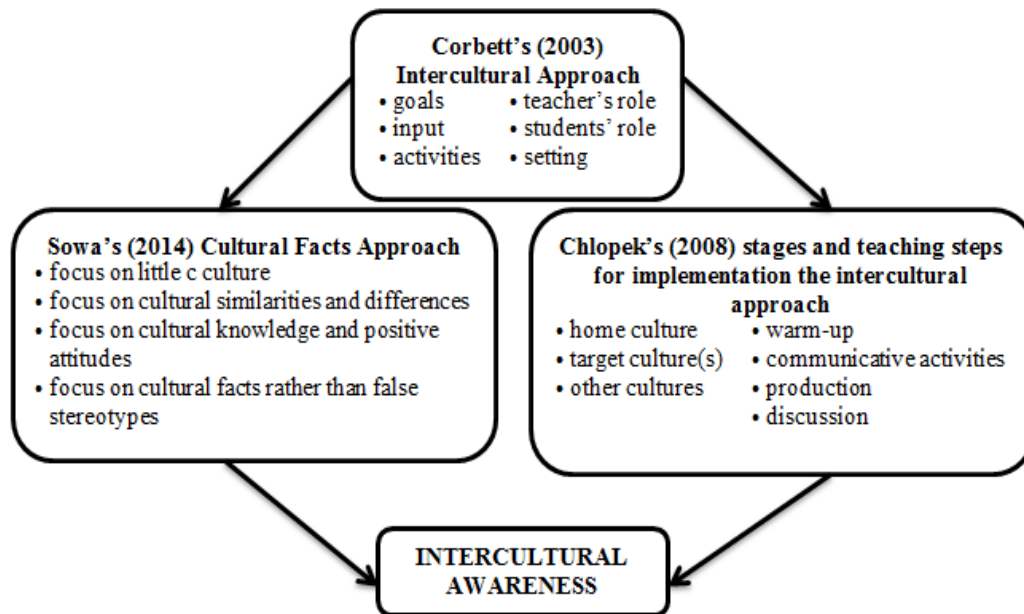 Corbett’s (2003)
Intercultural Approach
• goals • teacher’s role
• input • students’ role
• activities • setting
Sowa’s (2014) Cultural Facts Approach
• focus on little c culture
• focus on cultural similarities and differences
• focus on cultural knowledge and positive
attitudes
• focus on cultural facts rather than false
stereotypes
Chlopek’s (2008) stages and teaching steps
for implementation the intercultural
approach
• home culture • warm-up
• target culture(s) • communicative activities
• other cultures • production
• discussion
INTERCULTURAL
AWARENESS